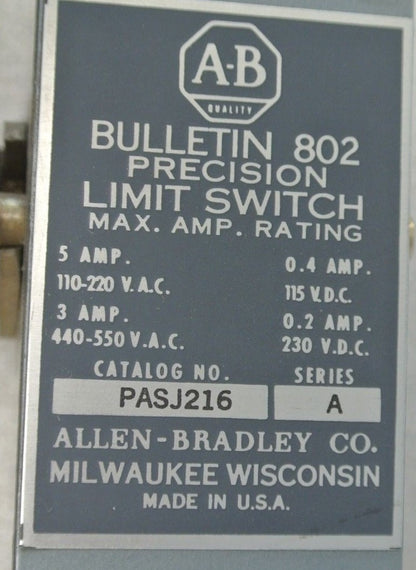 A-B
QUALITY
BULLETIN 802
PRECISION
LIMIT SWITCH
MAX. AMP. RATING
5 AMP. 0.4 AMP.
110-220 V.A.C. 115 V.D.C.
3 AMP. 0.2 AMP.
440-550 V.A.C. 230 V.D.C.
CATALOG NO. SERIES
PASJ216 A
ALLEN-BRADLEY CO.
MILWAUKEE WISCONSIN
MADE IN U.S.A.